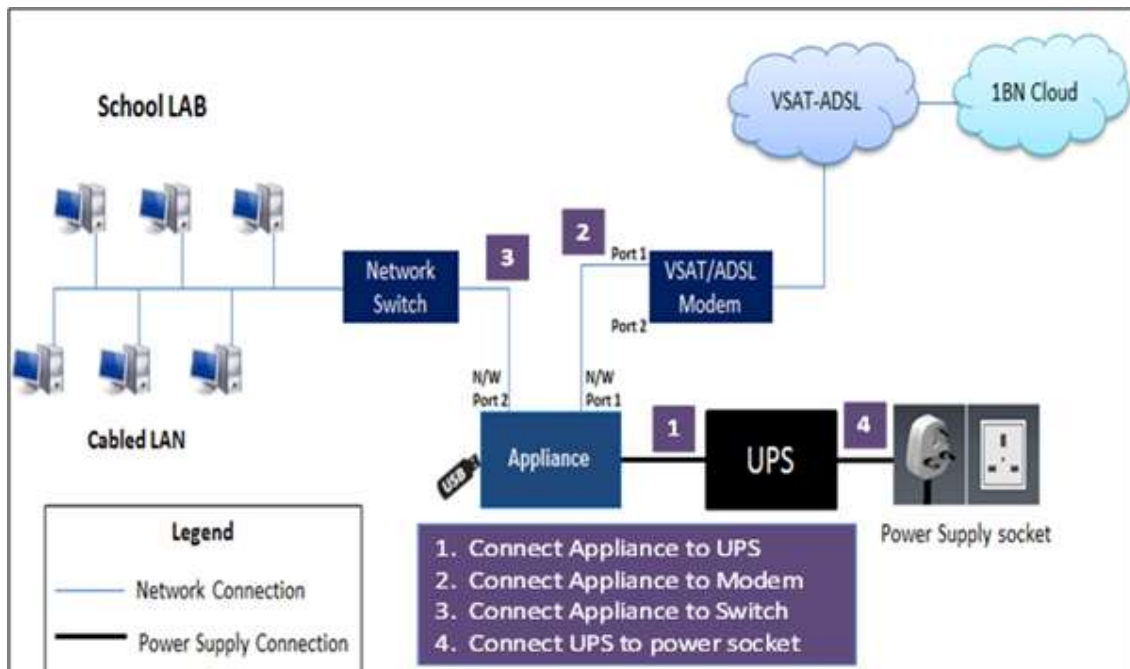 School LAB
VSAT-ADSL
1BN Cloud
2
Port 1
3
Network
Switch
VSAT/ADSL
Modem
Port 2
N/W
Port 2
N/W
Port 1
Cabled LAN
USB
Appliance
1
UPS
4
Power Supply socket
Legend
Network Connection
Power Supply Connection
1. Connect Appliance to UPS
2. Connect Appliance to Modem
3. Connect Appliance to Switch
4. Connect UPS to power socket